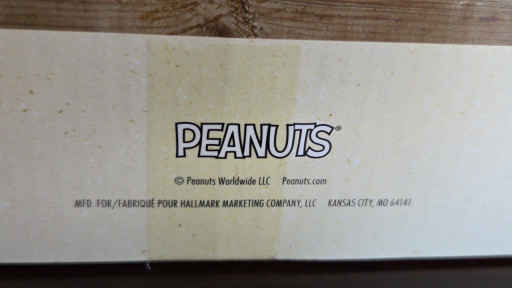 PEANUTS®
© Peanuts Worldwide LLC Peanuts.com
MFD. FOR/FABRIQUÉ POUR HALLMARK MARKETING COMPANY, LLC KANSAS CITY, MO 64141